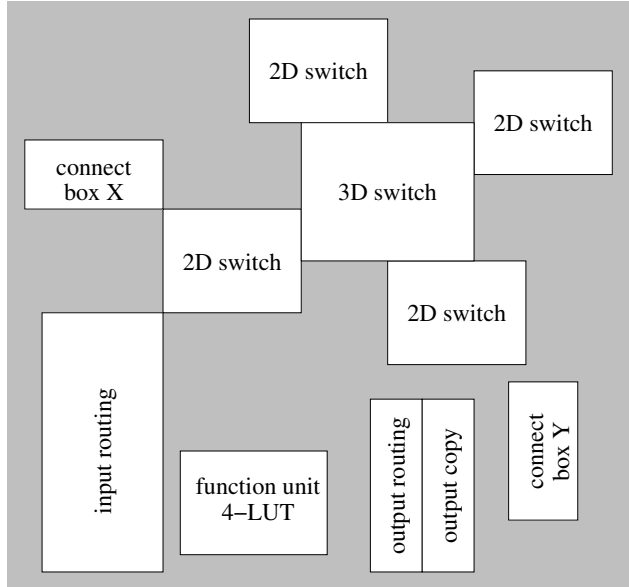 2D switch
2D switch
connect
box X
3D switch
2D switch
2D switch
input routing
function unit
4−LUT
output routing
output copy
connect
box Y